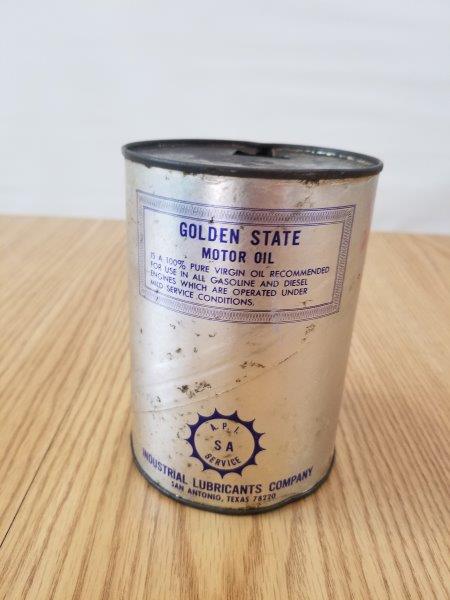 GOLDEN STATE
MOTOR OIL
IS A 100% PURE VIRGIN OIL RECOMMENDED
FOR USE IN ALL GASOLINE AND DIESEL
ENGINES WHICH ARE OPERATED UNDER
MILD SERVICE CONDITIONS.
A.P.I.
SA
SERVICE
INDUSTRIAL LUBRICANTS COMPANY
SAN ANTONIO, TEXAS 78220